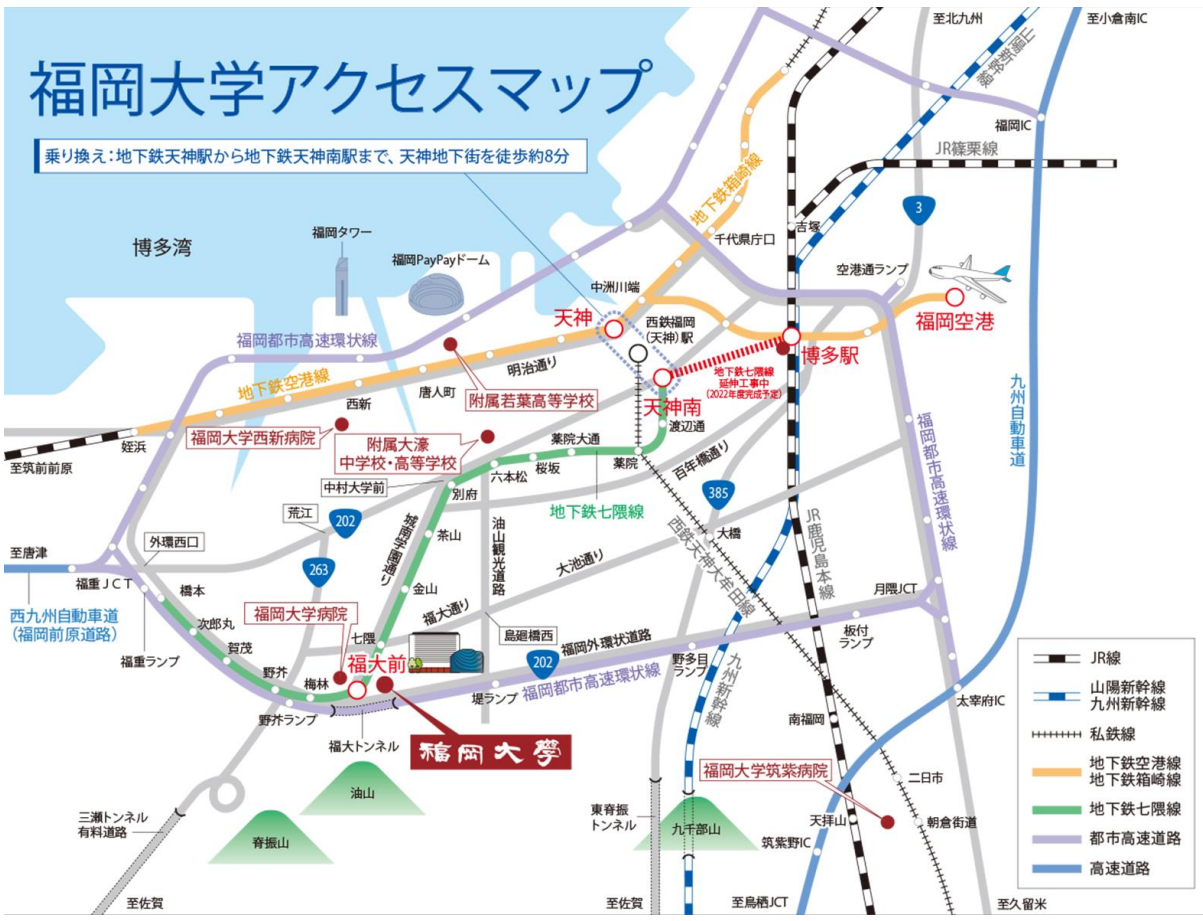 福岡大学アクセスマップ
乗り換え：地下鉄天神駅から地下鉄天神南駅まで、天神地下街を徒歩約8分
至北九州
至小倉南IC
山陽新幹線
福岡IC
JR篠栗線
地下鉄箱崎線
3
千代県庁口
吉塚
空港通ランプ
博多湾
福岡タワー
福岡PayPayドーム
中洲川端
天神
西鉄福岡
（天神）駅
福岡空港
博多駅
福岡都市高速環状線
明治通り
地下鉄七隈線
延伸工事中
（2022年度完成予定）
地下鉄空港線
唐人町
西新
附属若葉高等学校
天神南
渡辺通
九州自動車道
姪浜
至筑前前原
福岡大学西新病院
附属大濠
中学校・高等学校
薬院大通
桜坂
六本松
薬院
百年橋通り
福岡都市高速環状線
中村大学前
別府
地下鉄七隈線
385
荒江
202
城南学園通り
茶山
油山観光道路
大橋
西鉄天神大牟田線
JR鹿児島本線
外環西口
至唐津
263
大池通り
福重JCT
橋本
金山
月隈JCT
西九州自動車道
（福岡前原道路）
福岡大学病院
福大通り
次郎丸
七隈
島廻橋西
福岡外環状道路
板付
ランプ
福重ランプ
賀茂
福大前
202
野多目
ランプ
野芥
梅林
堤ランプ
福岡都市高速環状線
九州新幹線
太宰府IC
野芥ランプ
南福岡
福大トンネル
福岡大學
福岡大学筑紫病院
二日市
油山
三瀬トンネル
有料道路
脊振山
東脊振
トンネル
九千部山
天拝山
朝倉街道
筑紫野IC
至佐賀
至佐賀
至鳥栖JCT
至久留米
JR線
山陽新幹線
九州新幹線
私鉄線
地下鉄空港線
地下鉄箱崎線
地下鉄七隈線
都市高速道路
高速道路